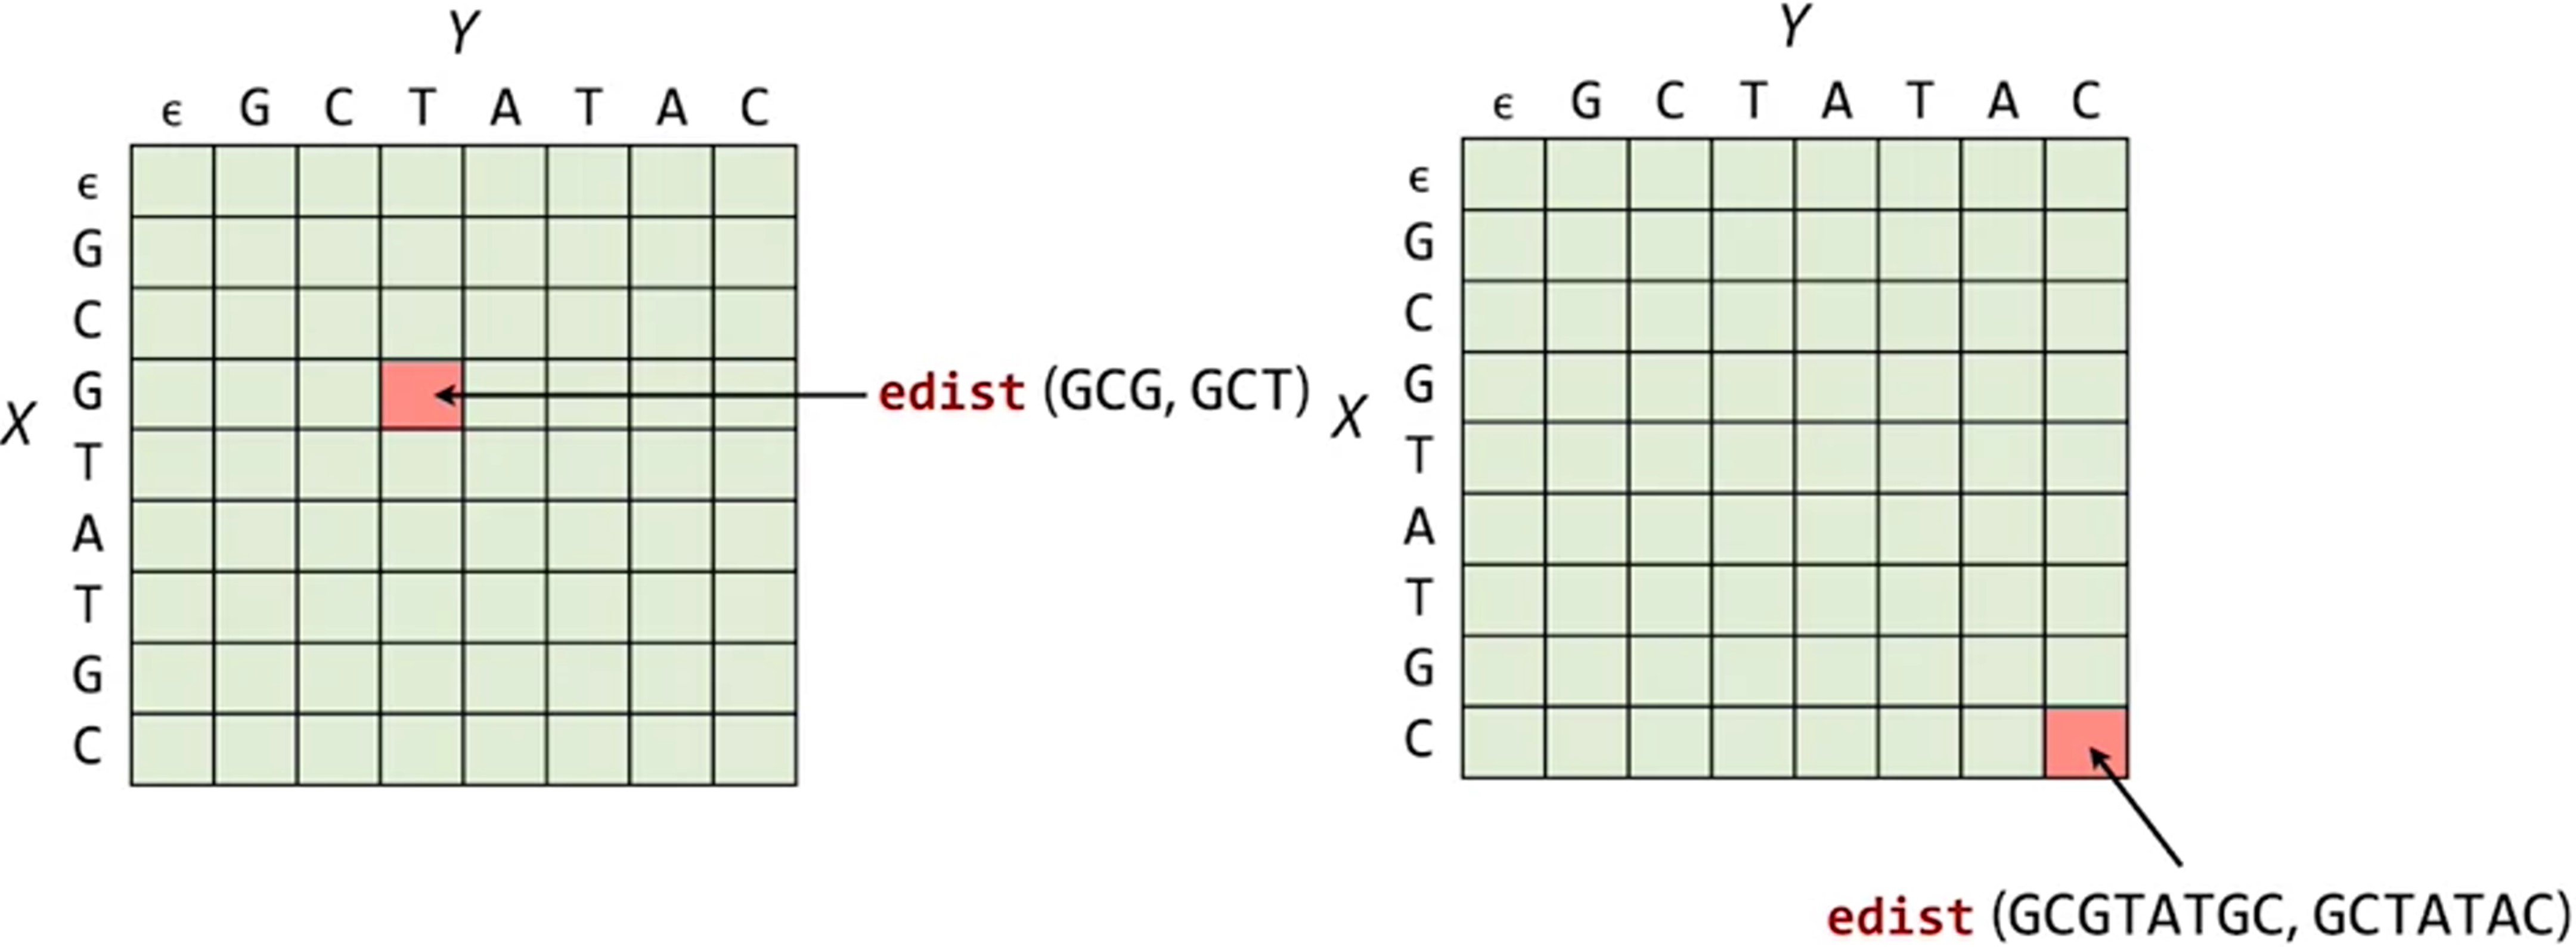 Y
ϵ G C T A T A C
X
ϵ
G
C
G
T
A
T
G
C
edist (GCG, GCT)
Y
ϵ G C T A T A C
X
ϵ
G
C
G
T
A
T
G
C
edist (GCGTATGC, GCTATAC)